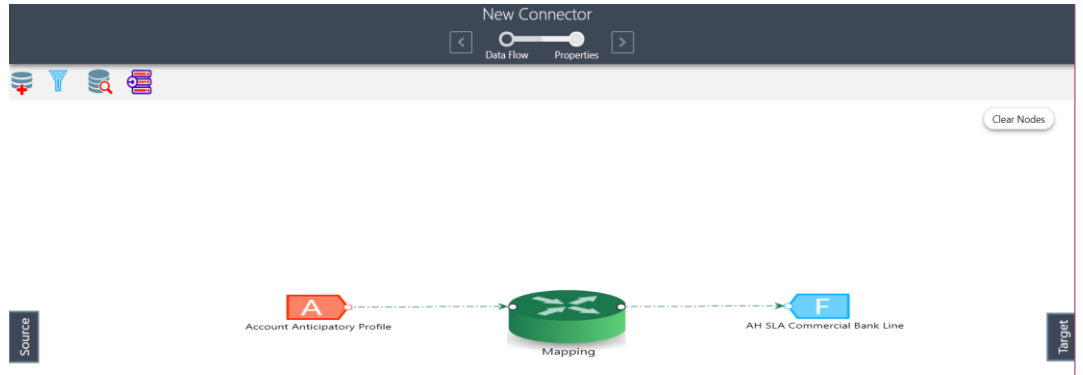 New Connector
<
Data Flow
Properties
>
Clear Nodes
A
Account Anticipatory Profile
Mapping
F
AH SLA Commercial Bank Line
Source
Target